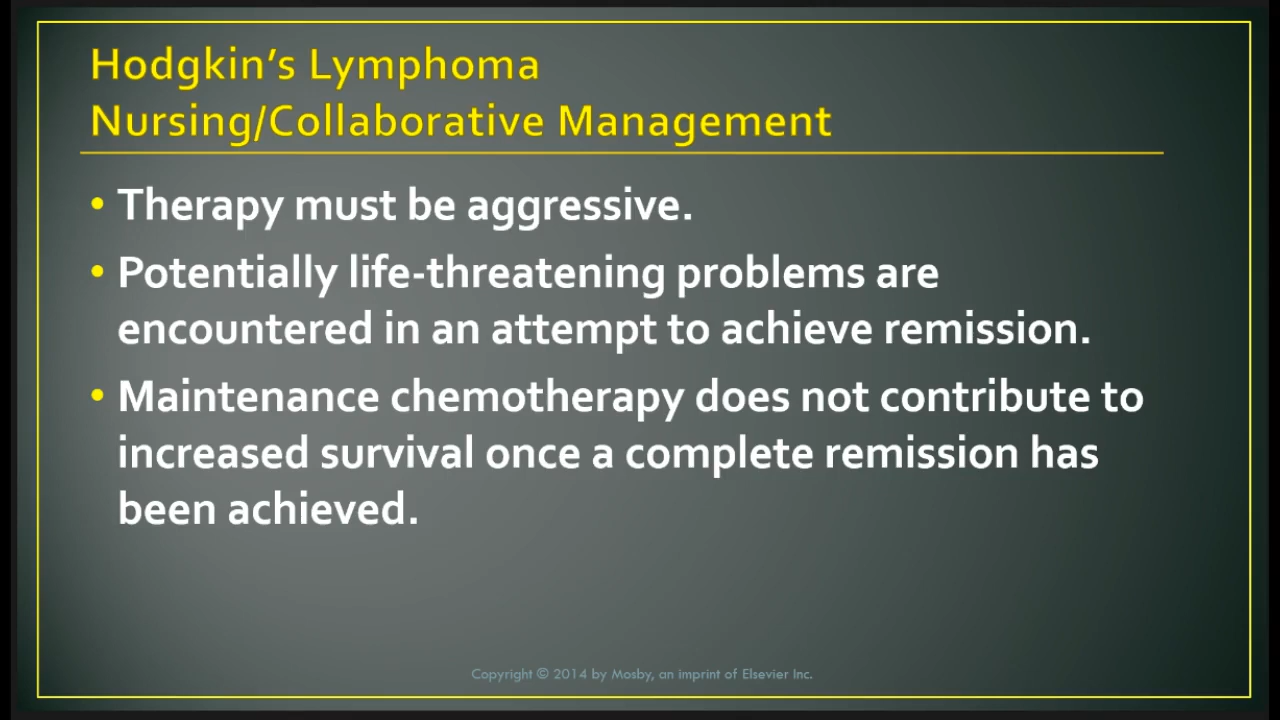 Hodgkin’s Lymphoma
Nursing/Collaborative Management
• Therapy must be aggressive.
• Potentially life-threatening problems are
encountered in an attempt to achieve remission.
• Maintenance chemotherapy does not contribute to
increased survival once a complete remission has
been achieved.
Copyright © 2014 by Mosby, an imprint of Elsevier Inc.